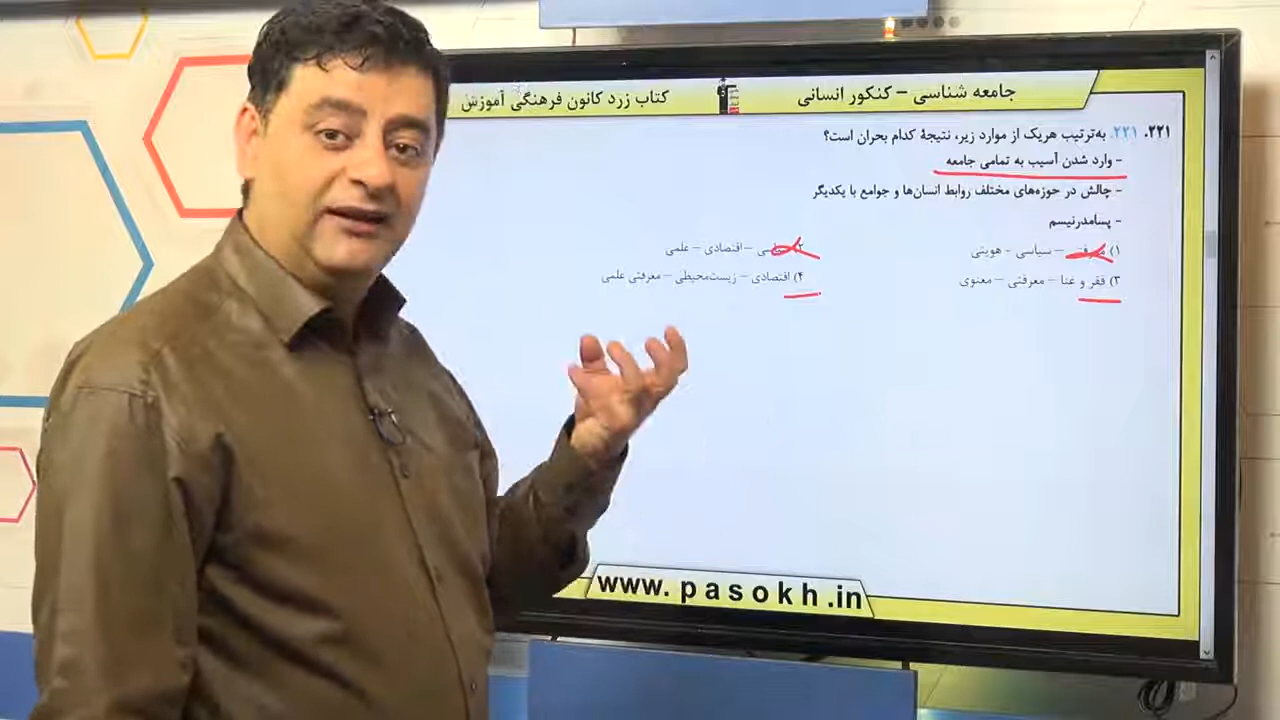 جامعه شناسی – کنکور انسانی
کتاب زرد کانون فرهنگی آموزش
۲۲۱. ۲۲۱. به‌ترتیب هریک از موارد زیر، نتیجهٔ کدام بحران است؟
- وارد شدن آسیب به تمامی جامعه
- چالش در حوزه‌های مختلف روابط انسان‌ها و جوامع با یکدیگر
- پسامدرنیسم
۱) – سیاسی - هویتی
۲) – اقتصادی – علمی
۳) فقر و غنا – معرفتی – معنوی
۴) اقتصادی – زیست‌محیطی – معرفتی علمی
www. pasokh .in